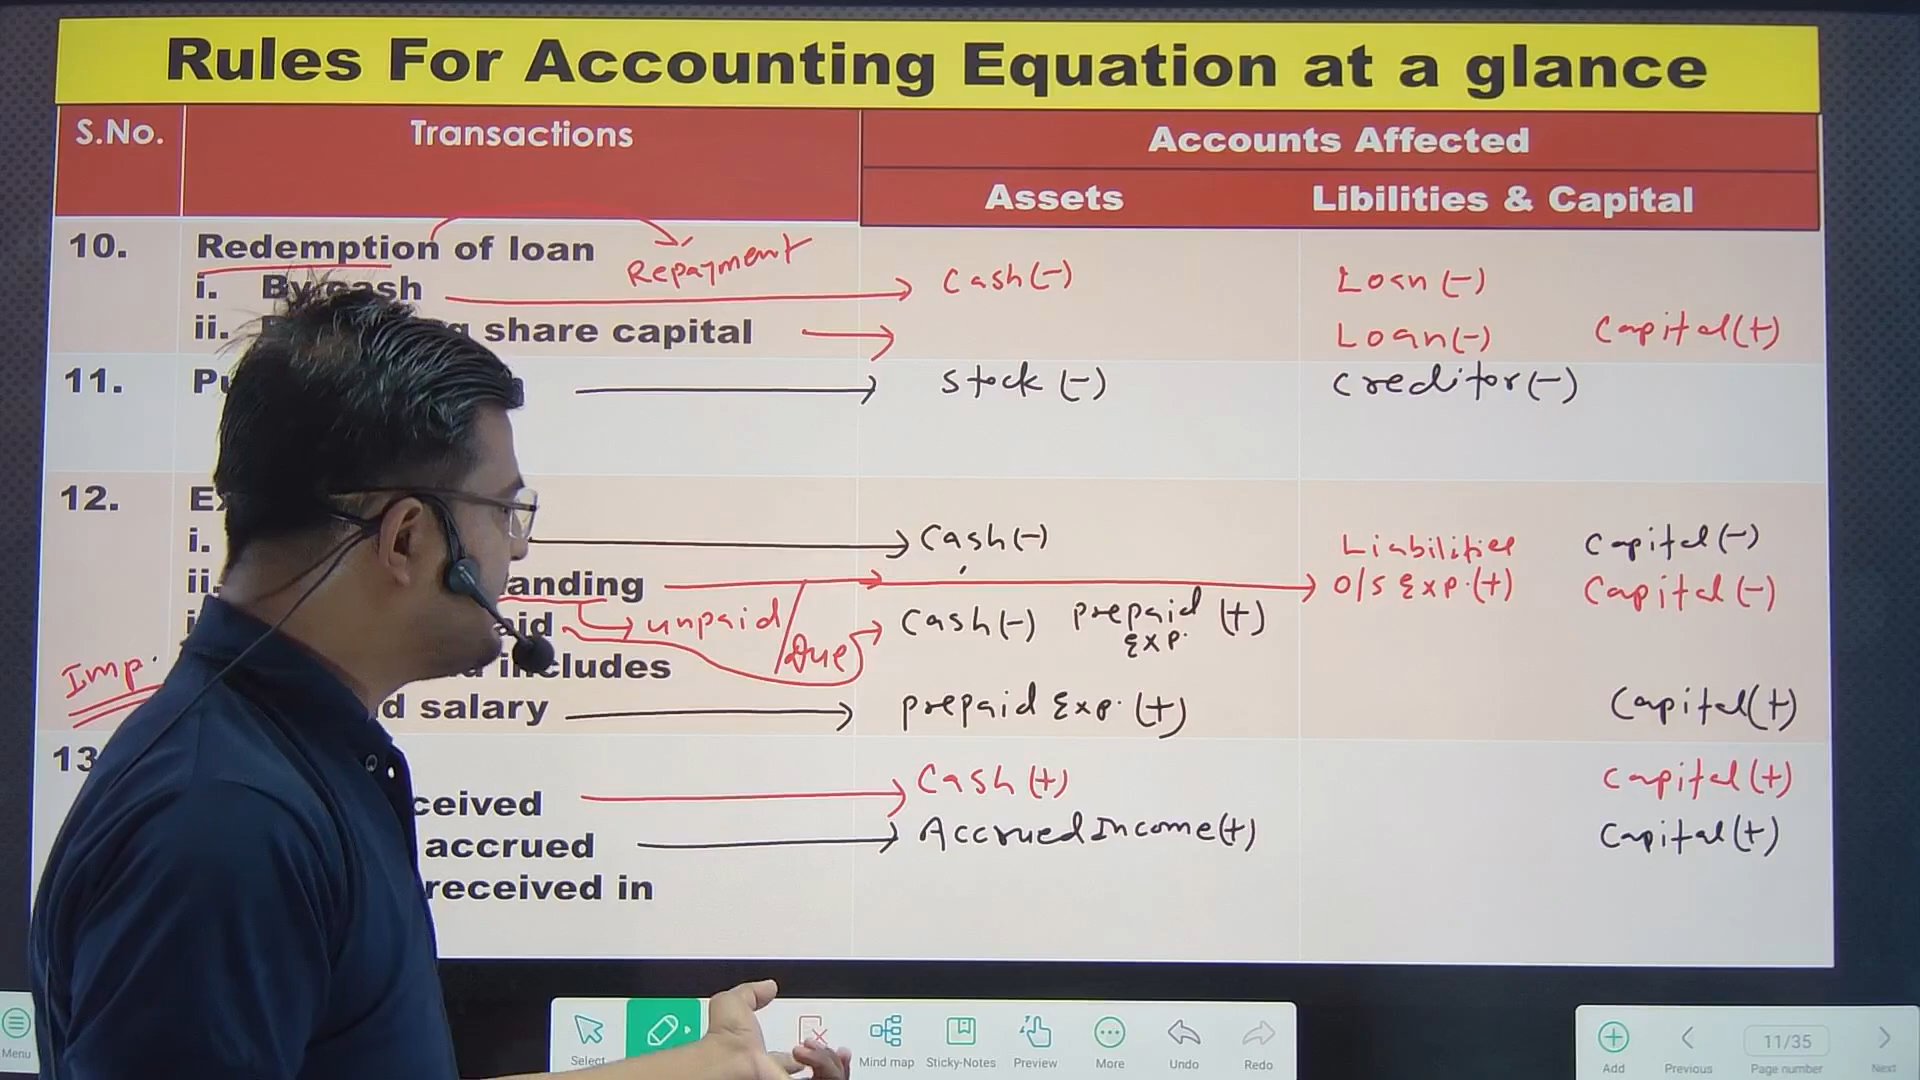 Rules For Accounting Equation at a glance
S.No. Transactions Accounts Affected
Assets Libilities & Capital
10. Redemption of loan Repayment
i. By cash Cash (-) Loan (-)
ii. share capital Loan (-) Capital (+)
11. Stock (-) Creditor (-)
12.
i. Cash (-) Liabilities Capital (-)
ii. anding O/S Exp. (+) Capital (-)
aid unpaid / Due Cash (-) prepaid Exp. (+)
Imp. includes
d salary prepaid Exp. (+) Capital (+)
13
ceived Cash (+) Capital (+)
accrued Accrued Income (+) Capital (+)
received in
Menu Select Mind map Sticky-Notes Preview More Undo Redo Add Previous 11/35 Page number Next